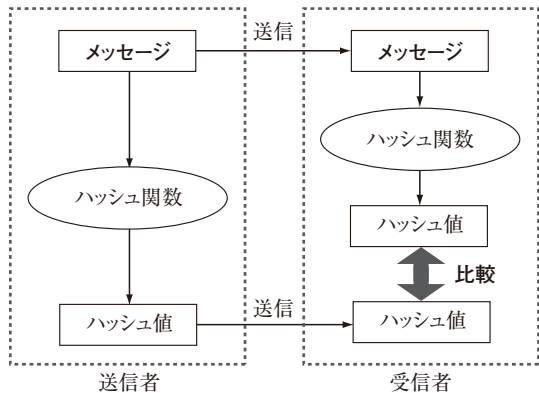 送信
メッセージ
メッセージ
ハッシュ関数
ハッシュ関数
ハッシュ値
比較
送信
ハッシュ値
ハッシュ値
送信者
受信者